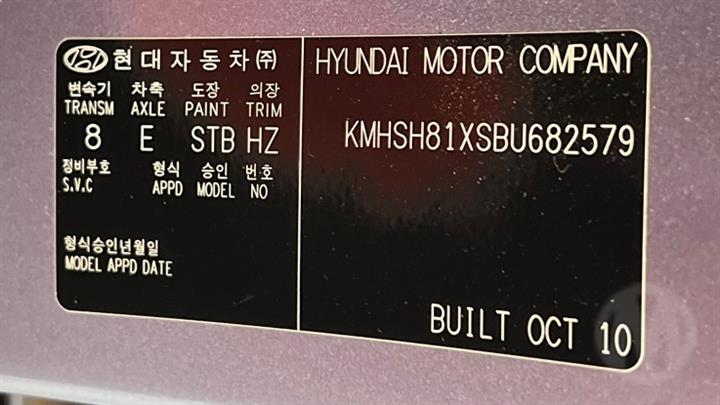 현대자동차(주)
변속기 차축 도장 의장
TRANSM AXLE PAINT TRIM
8 E STB HZ
정비부호 형식 승인 번호
S.V.C APPD MODEL NO
형식승인년월일
MODEL APPD DATE
HYUNDAI MOTOR COMPANY
KMHSH81XSBU682579
BUILT OCT 10